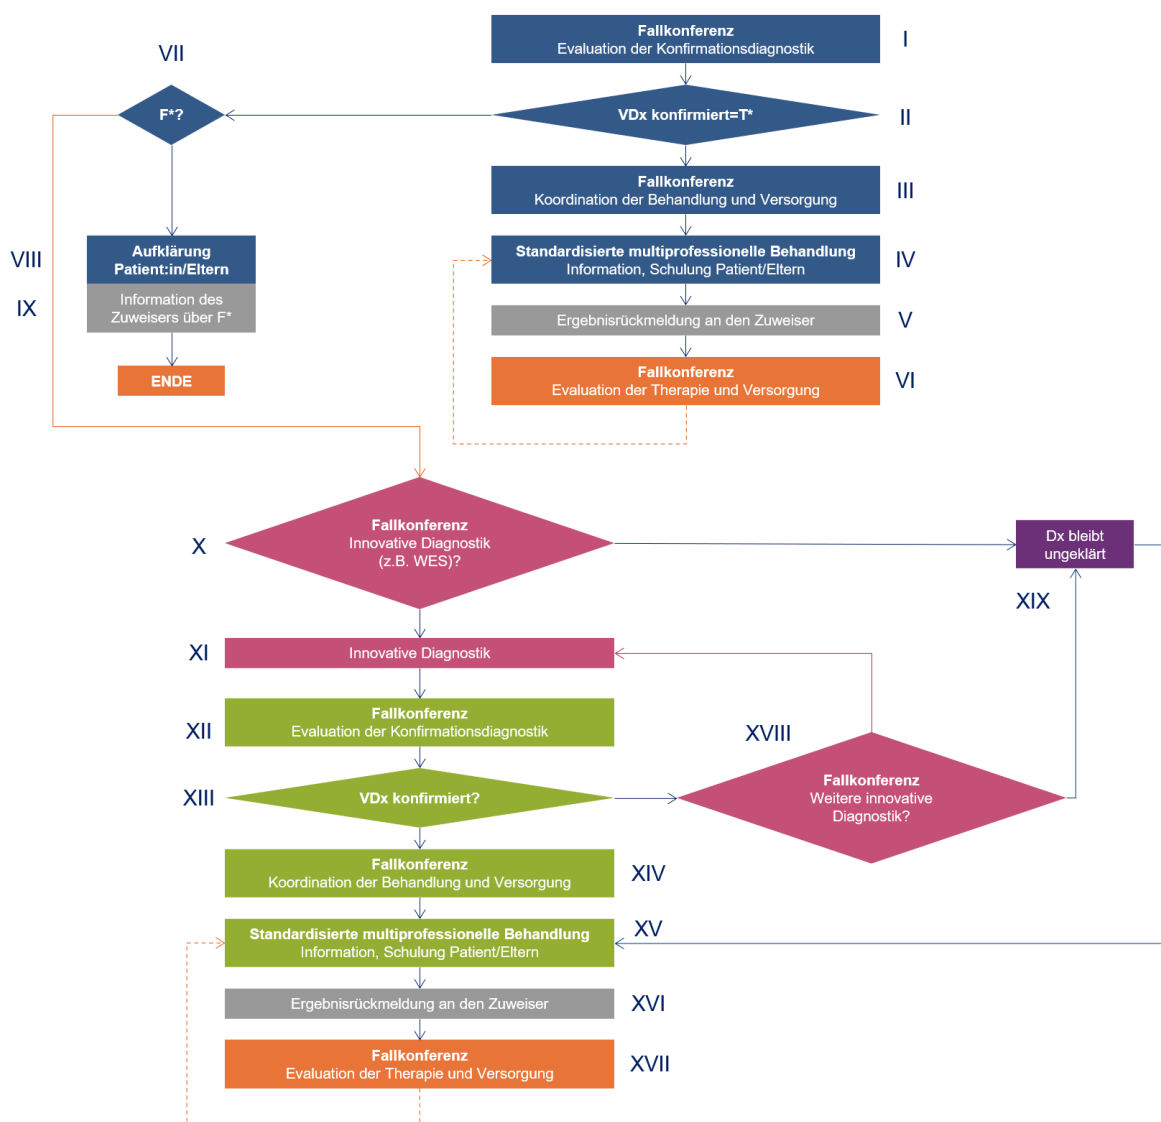 Fallkonferenz
Evaluation der Konfirmationsdiagnostik
I
VII
F*?
VDx konfirmiert=T*
II
Fallkonferenz
Koordination der Behandlung und Versorgung
III
VIII
Aufklärung
Patient:in/Eltern
Standardisierte multiprofessionelle Behandlung
Information, Schulung Patient/Eltern
IV
IX
Information des
Zuweisers über F*
Ergebnisrückmeldung an den Zuweiser
V
ENDE
Fallkonferenz
Evaluation der Therapie und Versorgung
VI
X
Fallkonferenz
Innovative Diagnostik
(z.B. WES)?
Dx bleibt
ungeklärt
XIX
XI
Innovative Diagnostik
XII
Fallkonferenz
Evaluation der Konfirmationsdiagnostik
XVIII
XIII
VDx konfirmiert?
Fallkonferenz
Weitere innovative
Diagnostik?
Fallkonferenz
Koordination der Behandlung und Versorgung
XIV
Standardisierte multiprofessionelle Behandlung
Information, Schulung Patient/Eltern
XV
Ergebnisrückmeldung an den Zuweiser
XVI
Fallkonferenz
Evaluation der Therapie und Versorgung
XVII